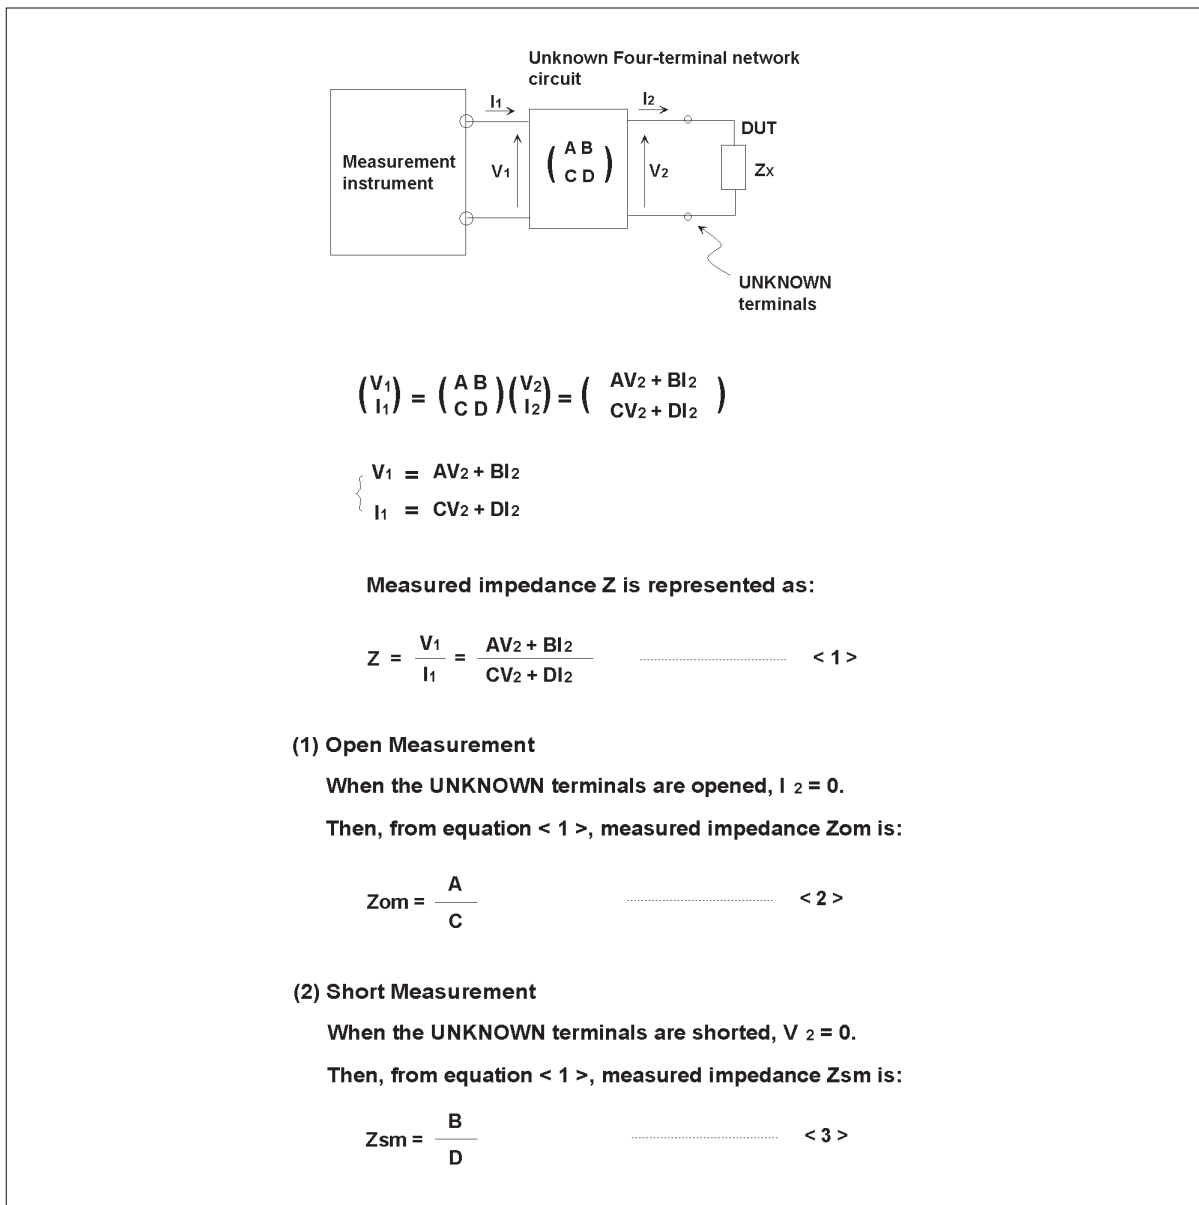 Unknown Four-terminal network
circuit
I1
I2
DUT
Measurement
instrument
V1
( A B
C D )
V2
Zx
UNKNOWN
terminals
( V1 I1 ) = ( A B C D ) ( V2 I2 ) = ( AV2 + BI2 CV2 + DI2 )
V1 = AV2 + BI2
I1 = CV2 + DI2
Measured impedance Z is represented as:
Z = V1 / I1 = AV2 + BI2 / CV2 + DI2 < 1 >
(1) Open Measurement
When the UNKNOWN terminals are opened, I 2 = 0.
Then, from equation < 1 >, measured impedance Zom is:
Zom = A / C < 2 >
(2) Short Measurement
When the UNKNOWN terminals are shorted, V 2 = 0.
Then, from equation < 1 >, measured impedance Zsm is:
Zsm = B / D < 3 >